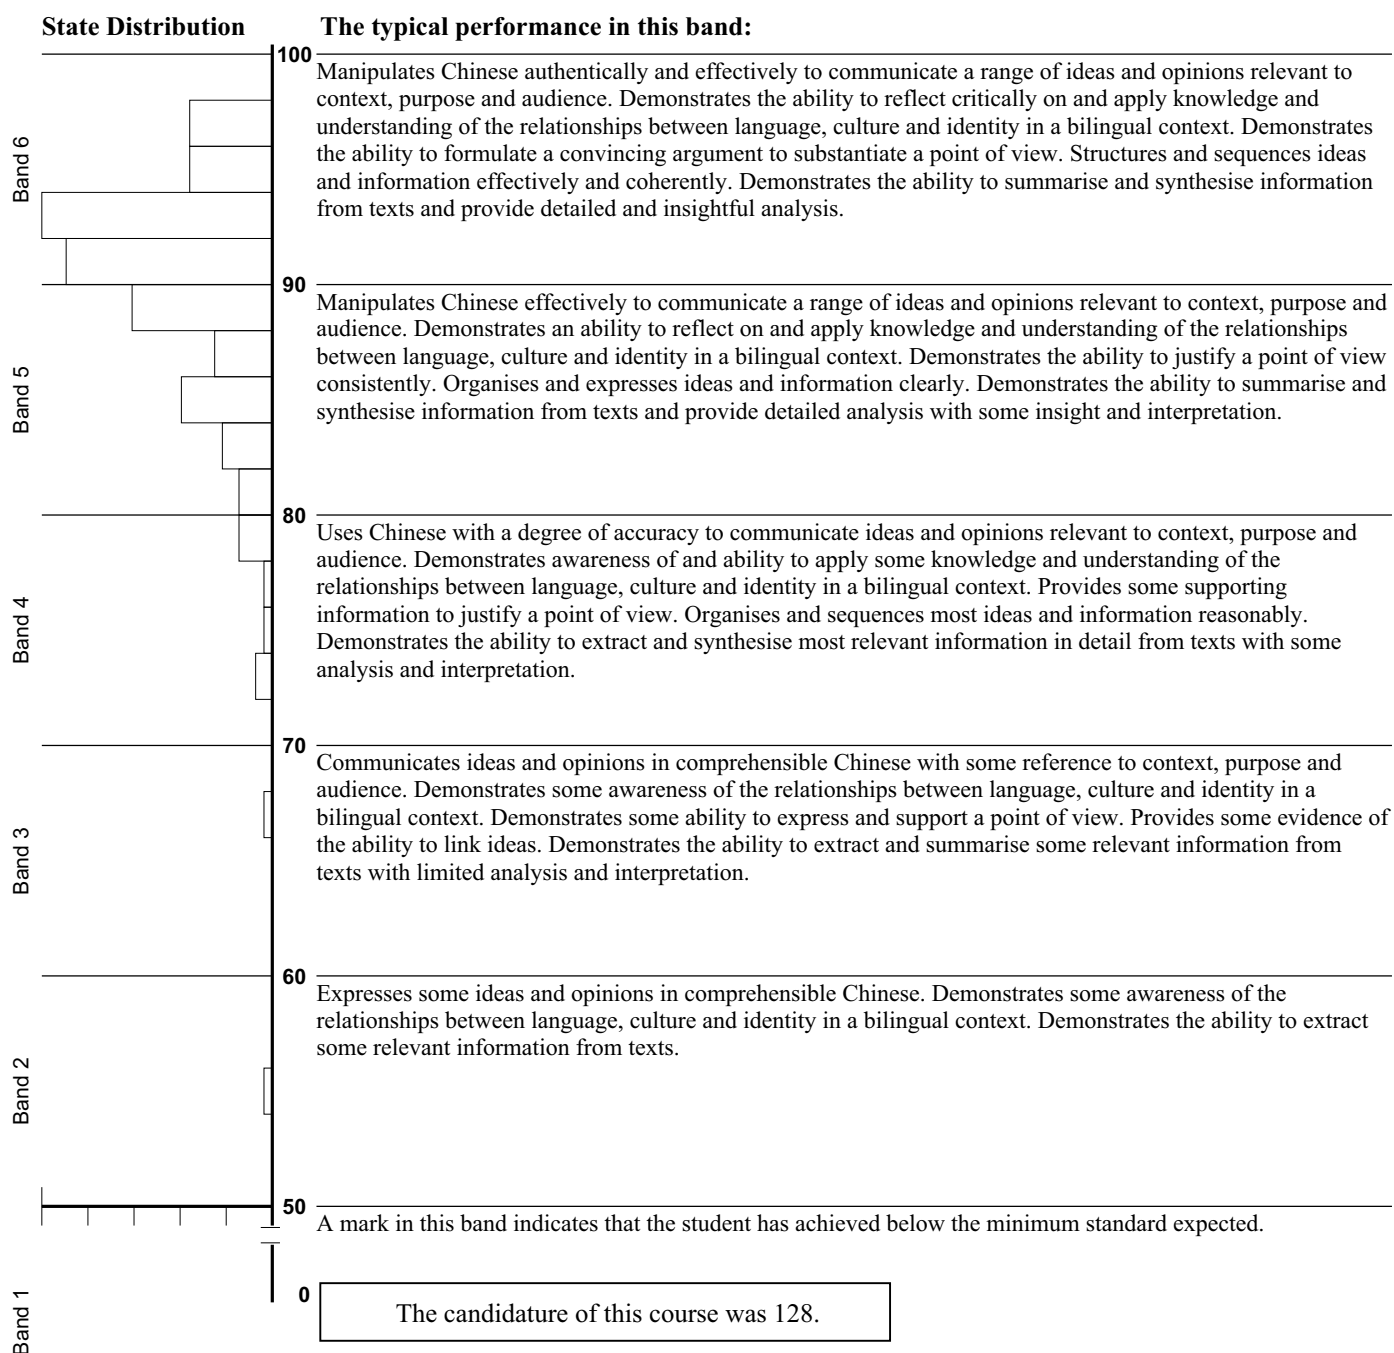 State Distribution
The typical performance in this band:
100
Band 6
Manipulates Chinese authentically and effectively to communicate a range of ideas and opinions relevant to
context, purpose and audience. Demonstrates the ability to reflect critically on and apply knowledge and
understanding of the relationships between language, culture and identity in a bilingual context. Demonstrates
the ability to formulate a convincing argument to substantiate a point of view. Structures and sequences ideas
and information effectively and coherently. Demonstrates the ability to summarise and synthesise information
from texts and provide detailed and insightful analysis.
90
Band 5
Manipulates Chinese effectively to communicate a range of ideas and opinions relevant to context, purpose and
audience. Demonstrates an ability to reflect on and apply knowledge and understanding of the relationships
between language, culture and identity in a bilingual context. Demonstrates the ability to justify a point of view
consistently. Organises and expresses ideas and information clearly. Demonstrates the ability to summarise and
synthesise information from texts and provide detailed analysis with some insight and interpretation.
80
Band 4
Uses Chinese with a degree of accuracy to communicate ideas and opinions relevant to context, purpose and
audience. Demonstrates awareness of and ability to apply some knowledge and understanding of the
relationships between language, culture and identity in a bilingual context. Provides some supporting
information to justify a point of view. Organises and sequences most ideas and information reasonably.
Demonstrates the ability to extract and synthesise most relevant information in detail from texts with some
analysis and interpretation.
70
Band 3
Communicates ideas and opinions in comprehensible Chinese with some reference to context, purpose and
audience. Demonstrates some awareness of the relationships between language, culture and identity in a
bilingual context. Demonstrates some ability to express and support a point of view. Provides some evidence of
the ability to link ideas. Demonstrates the ability to extract and summarise some relevant information from
texts with limited analysis and interpretation.
60
Band 2
Expresses some ideas and opinions in comprehensible Chinese. Demonstrates some awareness of the
relationships between language, culture and identity in a bilingual context. Demonstrates the ability to extract
some relevant information from texts.
50
Band 1
A mark in this band indicates that the student has achieved below the minimum standard expected.
0
The candidature of this course was 128.